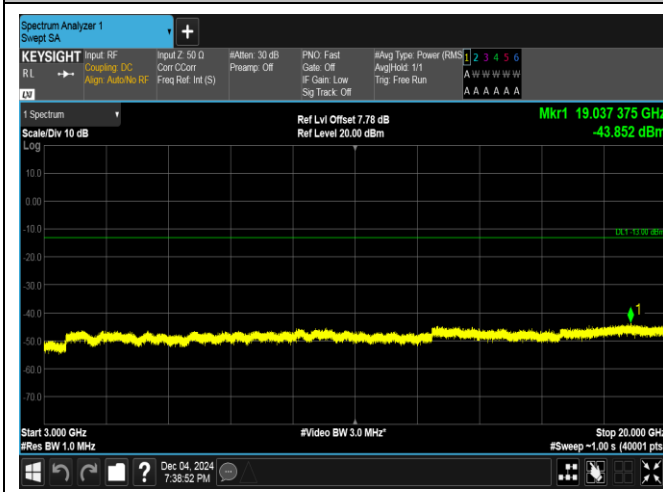 Spectrum Analyzer 1
Swept SA
KEYSIGHT Input: RF Input Z: 50 Ω #Atten: 30 dB PNO: Fast #Avg Type: Power (RMS 1 2 3 4 5 6
RL Coupling: DC Corr CCorr Preamp: Off Gate: Off Avg|Hold: 1/1 A W W W W W
Align: Auto/No RF Freq Ref: Int (S) IF Gain: Low Trig: Free Run
Sig Track: Off A A A A A A
LXI
1 Spectrum Ref Lvl Offset 7.78 dB Mkr1 19.037 375 GHz
Scale/Div 10 dB Ref Level 20.00 dBm -43.852 dBm
Log
10.0
0.00
-10.0
DL1 -13.00 dBm
-20.0
-30.0
1
-40.0
-50.0
-60.0
-70.0
Start 3.000 GHz #Video BW 3.0 MHz* Stop 20.000 GHz
#Res BW 1.0 MHz #Sweep ~1.00 s (40001 pts
? Dec 04, 2024
7:38:52 PM